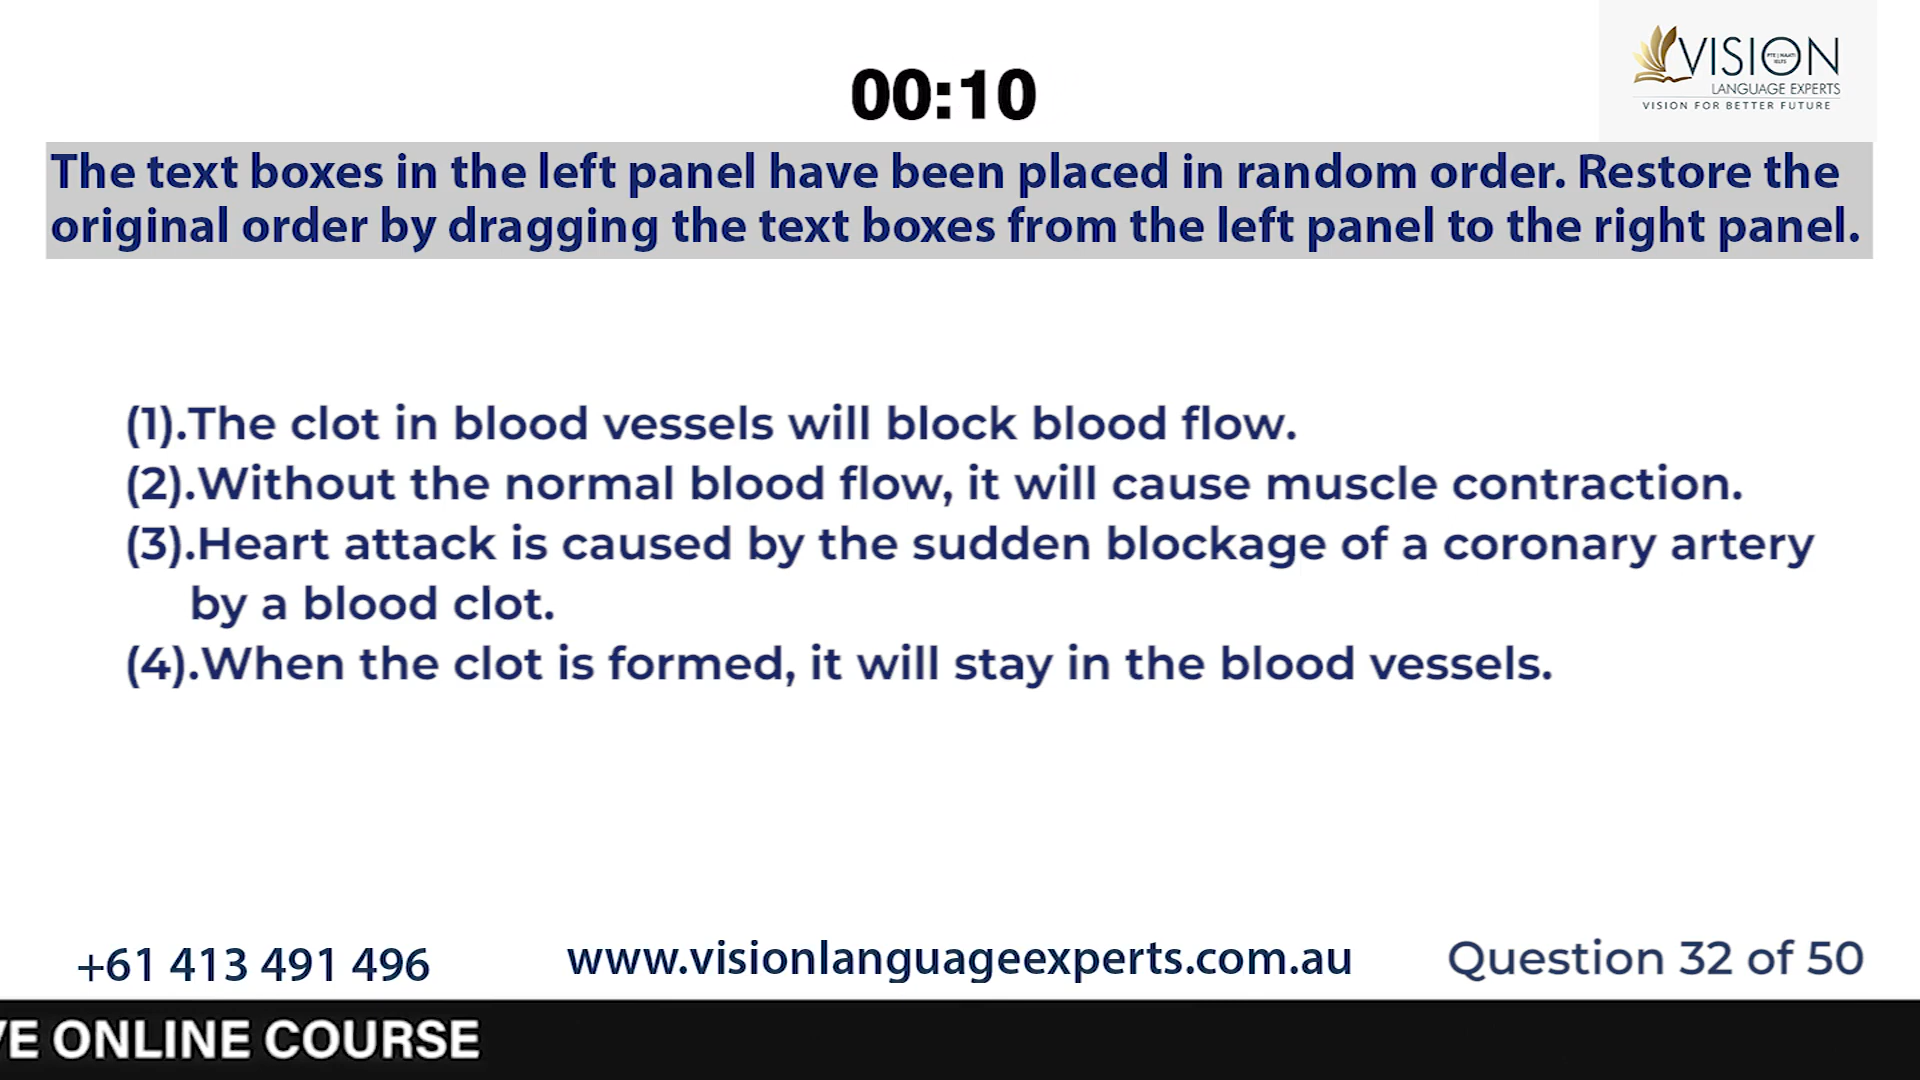 VISION
PTE | NAATI
IELTS
LANGUAGE EXPERTS
VISION FOR BETTER FUTURE
00:10
The text boxes in the left panel have been placed in random order. Restore the
original order by dragging the text boxes from the left panel to the right panel.
(1).The clot in blood vessels will block blood flow.
(2).Without the normal blood flow, it will cause muscle contraction.
(3).Heart attack is caused by the sudden blockage of a coronary artery
by a blood clot.
(4).When the clot is formed, it will stay in the blood vessels.
+61 413 491 496
www.visionlanguageexperts.com.au
Question 32 of 50
VE ONLINE COURSE